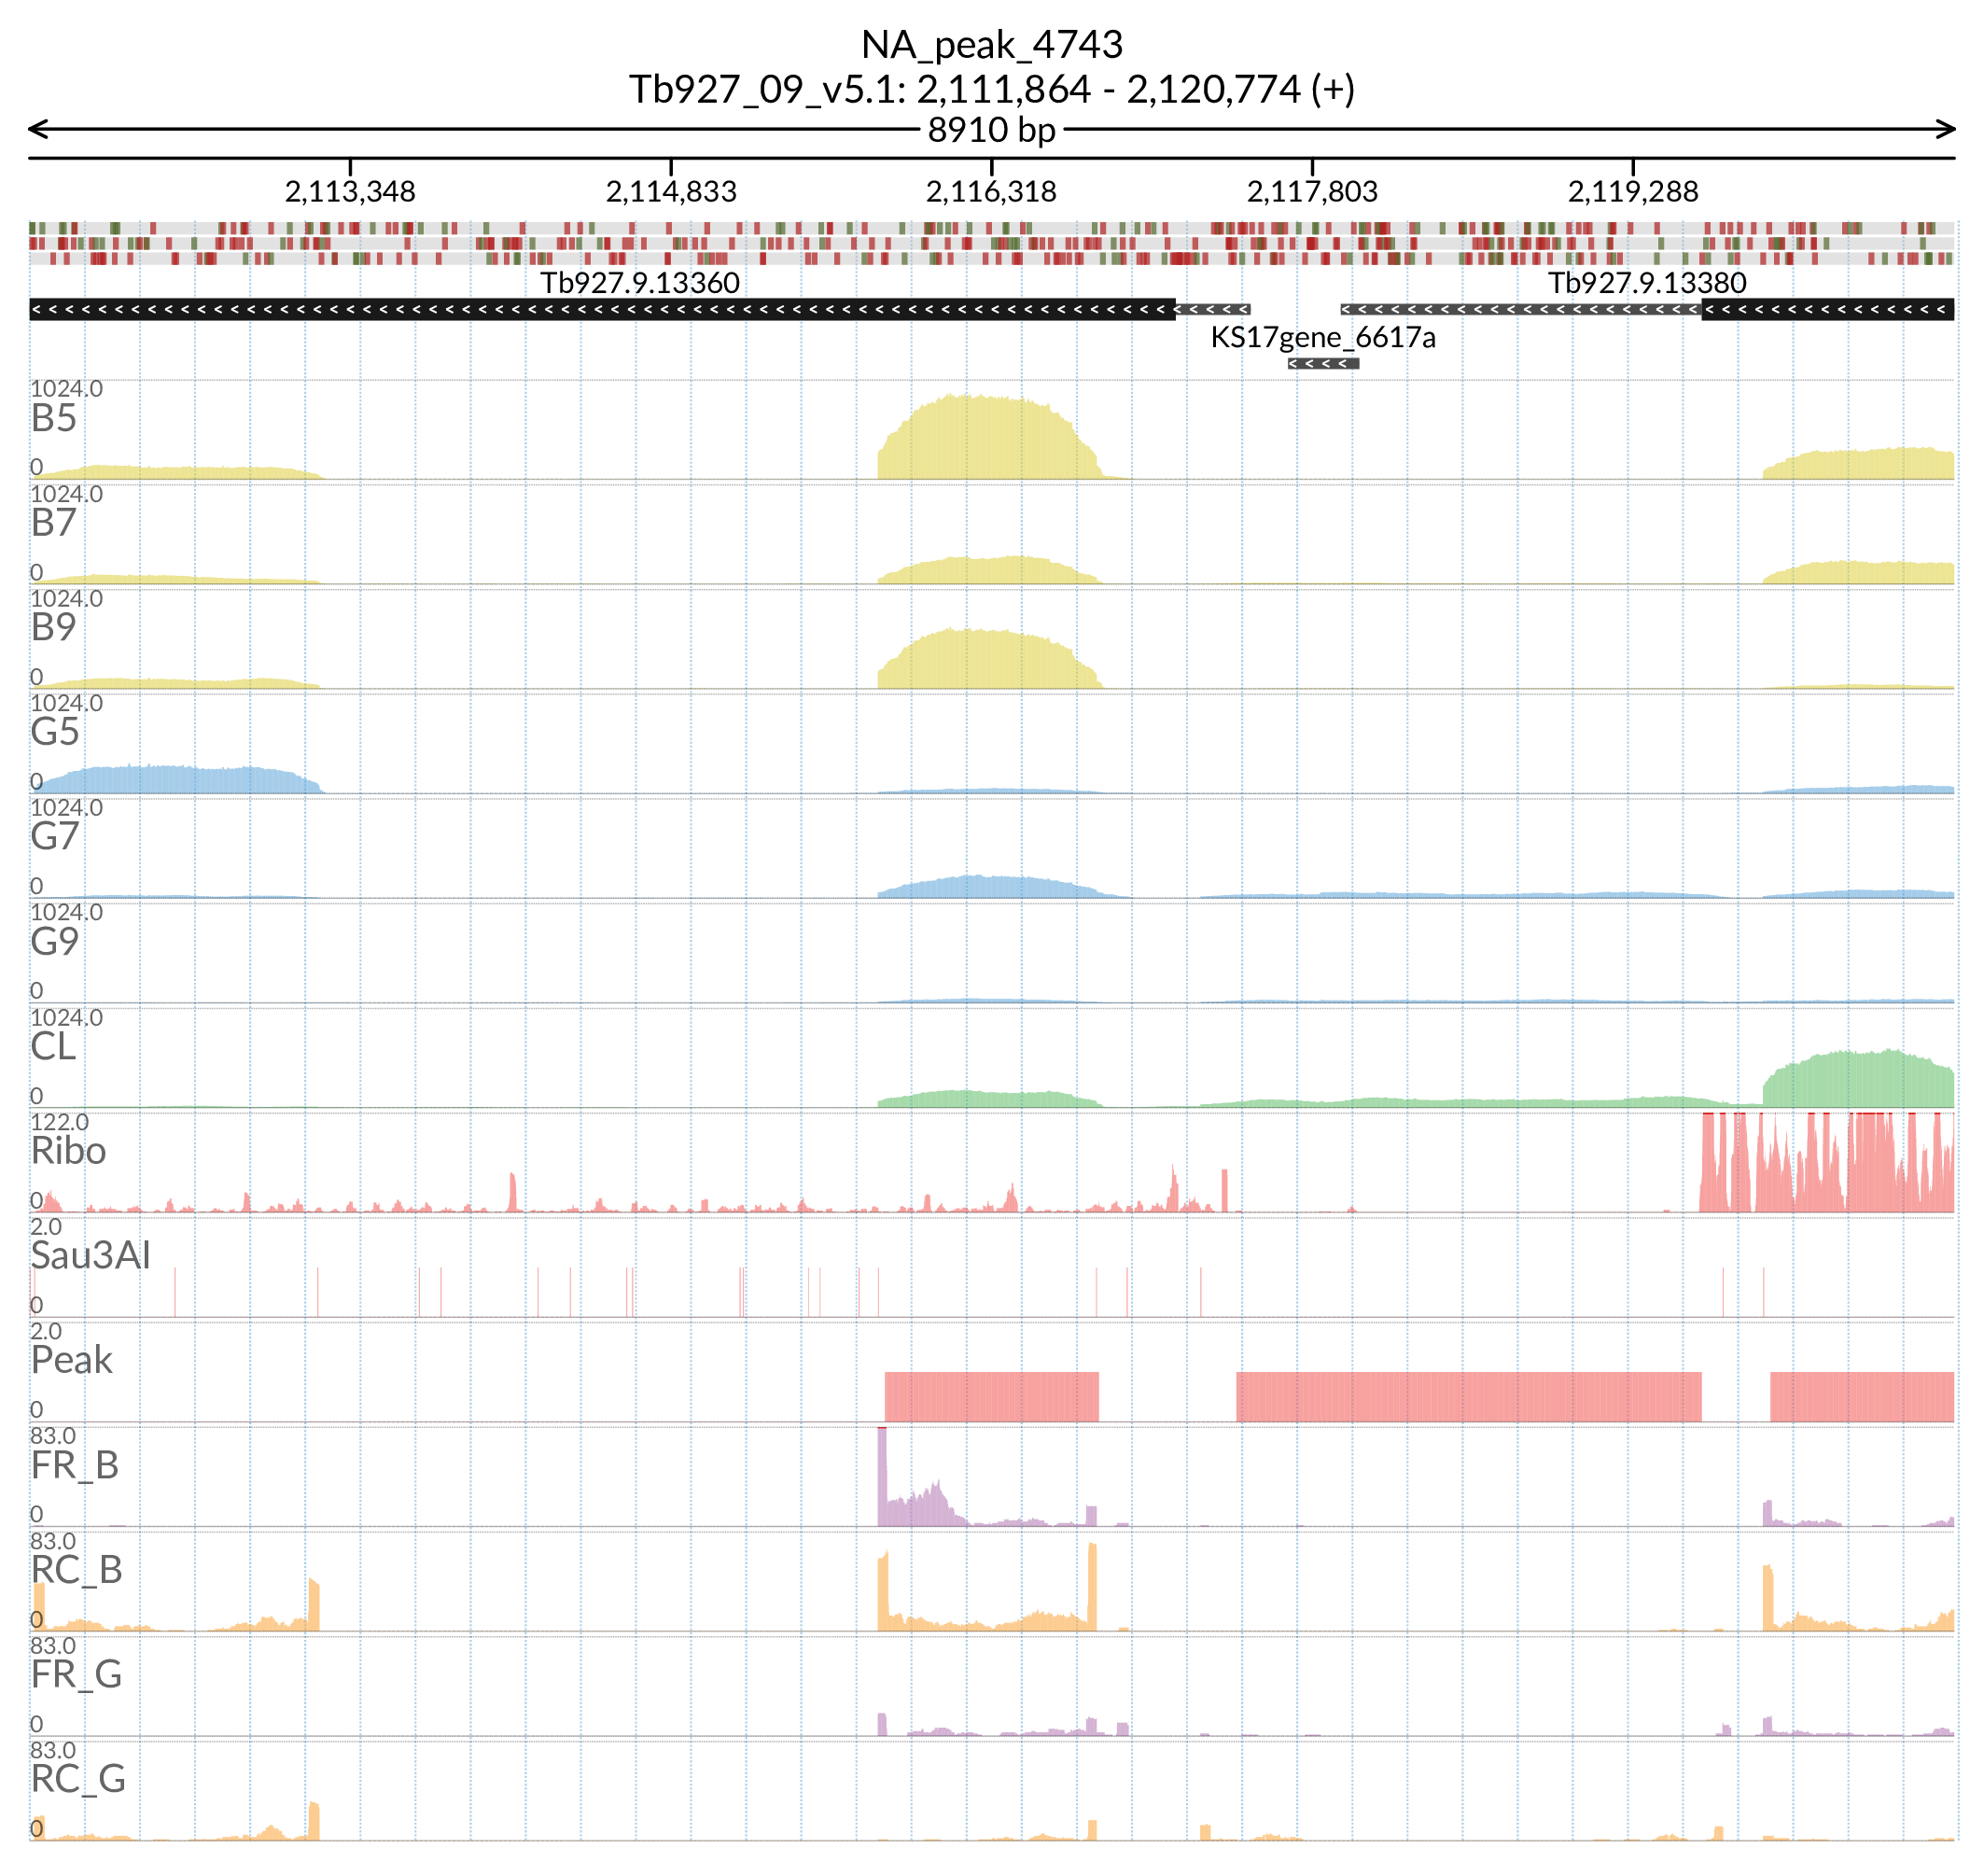 NA_peak_4743
Tb927_09_v5.1: 2,111,864 - 2,120,774 (+)
8910 bp
2,113,348 2,114,833 2,116,318 2,117,803 2,119,288
Tb927.9.13360 Tb927.9.13380
KS17gene_6617a
1024.0
B5
0
1024.0
B7
0
1024.0
B9
0
1024.0
G5
0
1024.0
G7
0
1024.0
G9
0
1024.0
CL
0
122.0
Ribo
0
2.0
Sau3AI
0
2.0
Peak
0
83.0
FR_B
0
83.0
RC_B
0
83.0
FR_G
0
83.0
RC_G
0